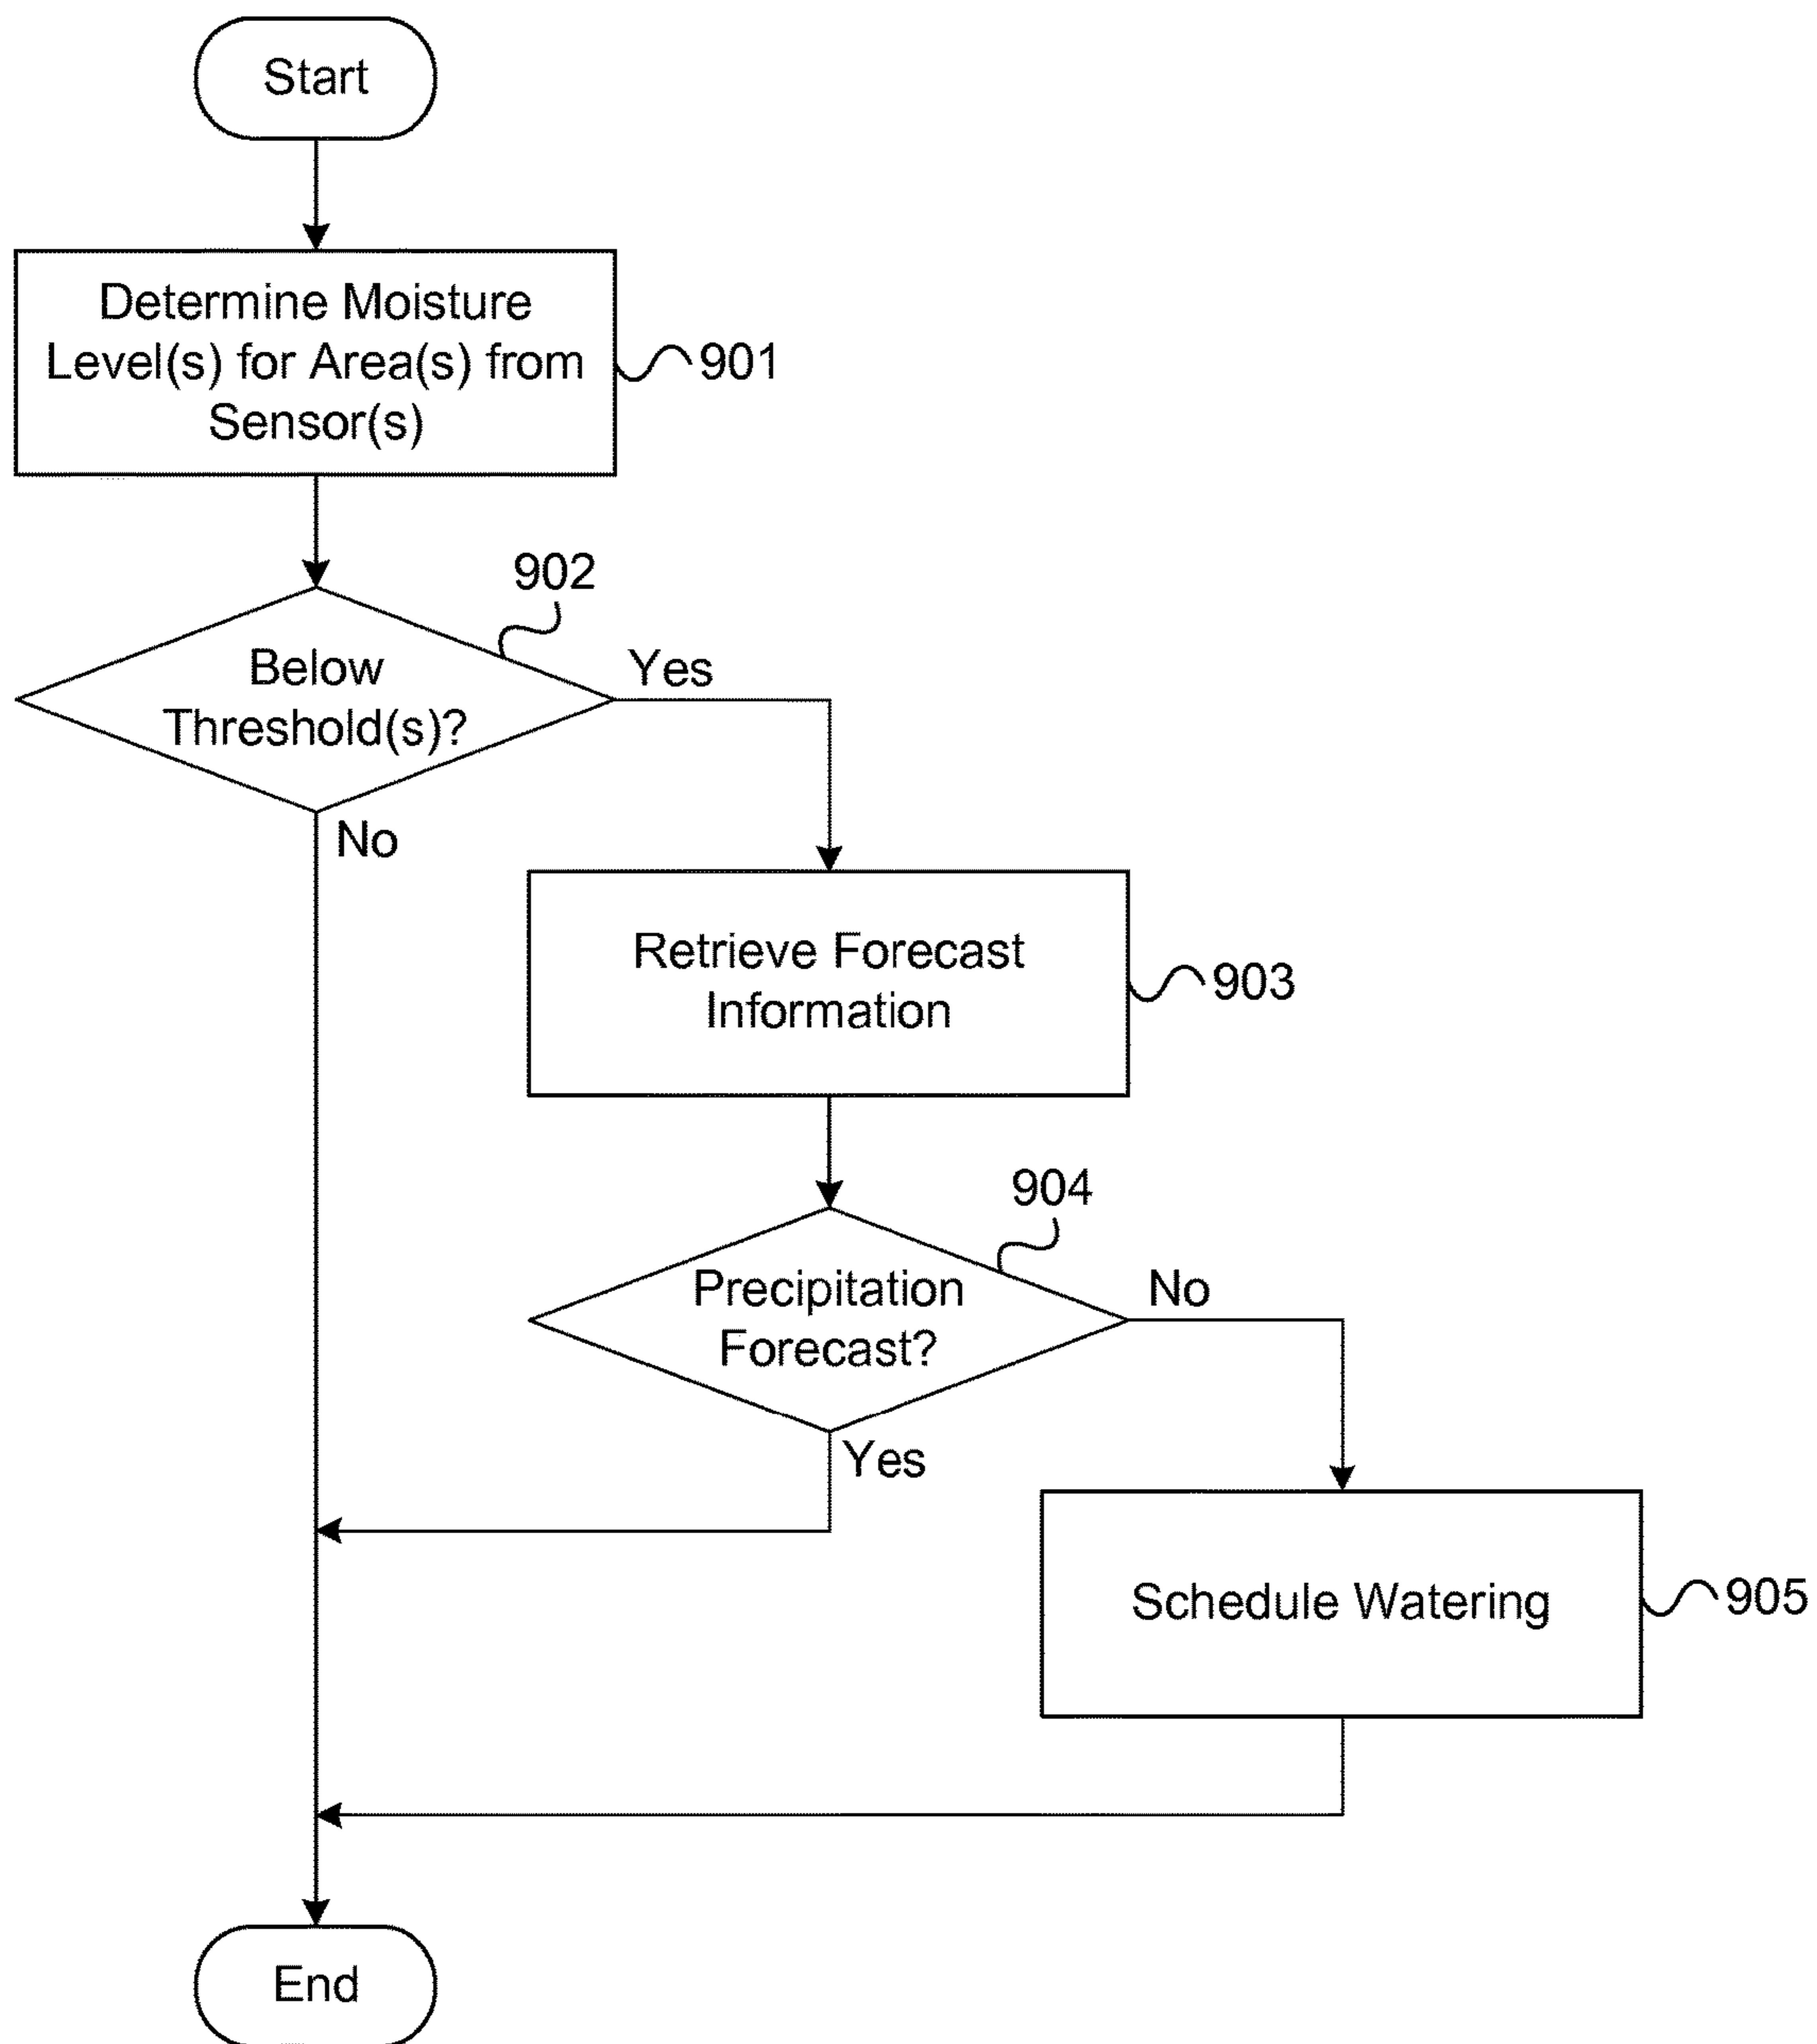 Start
Determine Moisture
Level(s) for Area(s) from
Sensor(s)
901
902
Below
Threshold(s)?
Yes
No
Retrieve Forecast
Information
903
904
Precipitation
Forecast?
No
Yes
Schedule Watering
905
End